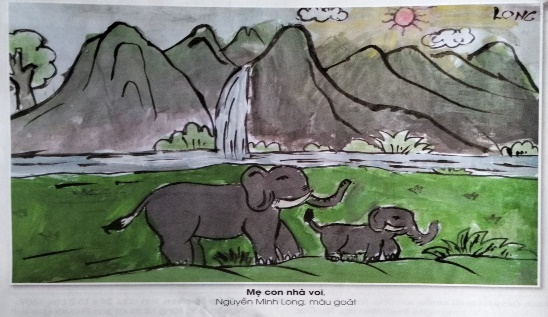 LONG
Mẹ con nhà voi,
Nguyễn Minh Long, màu goát